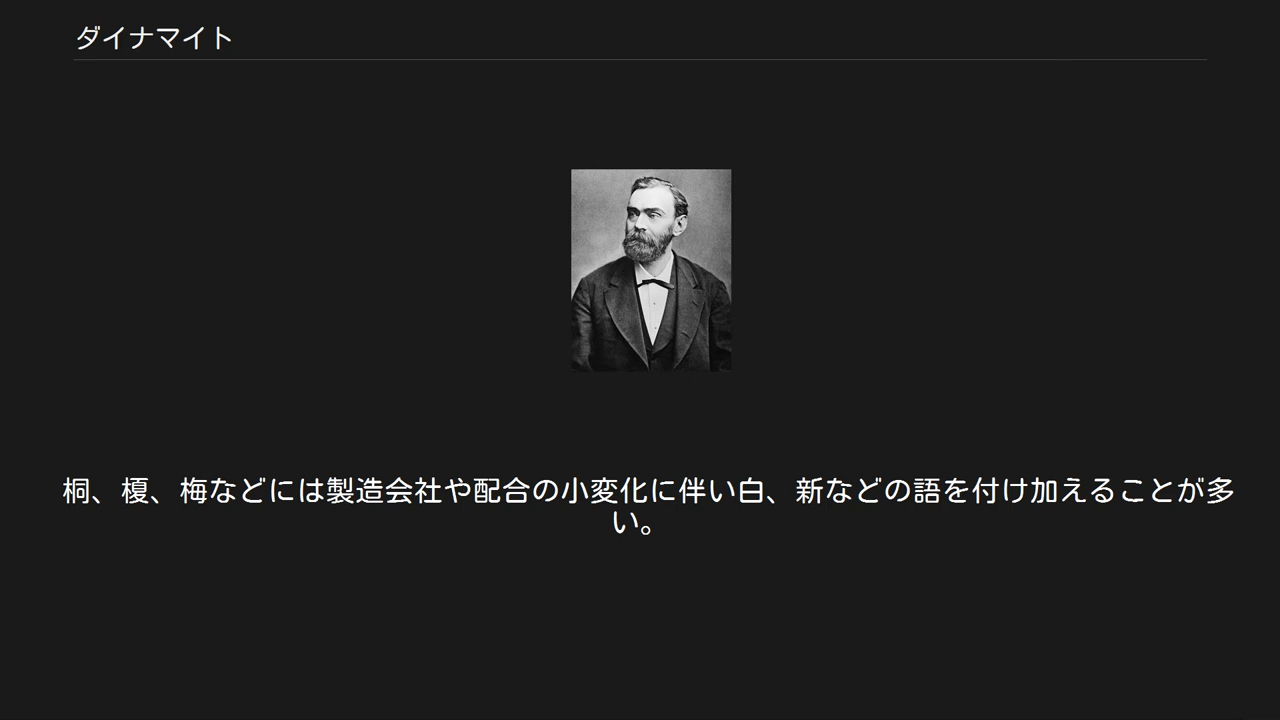 ダイナマイト
桐、榎、梅などには製造会社や配合の小変化に伴い白、新などの語を付け加えることが多
い。